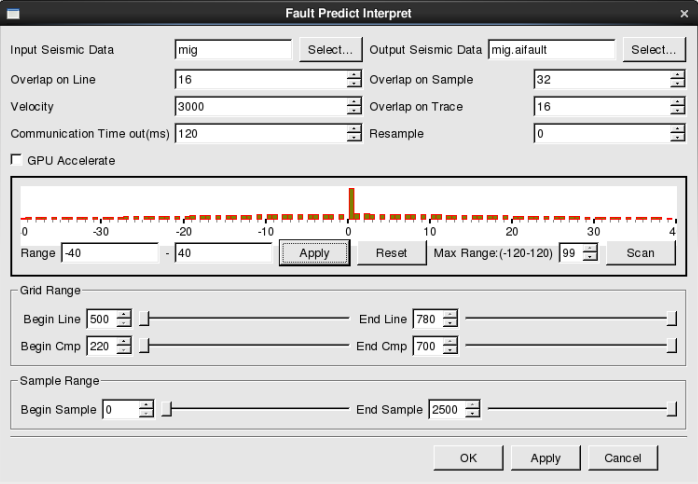 Fault Predict Interpret
Input Seismic Data mig Select... Output Seismic Data mig.aifault Select...
Overlap on Line 16 Overlap on Sample 32
Velocity 3000 Overlap on Trace 16
Communication Time out(ms) 120 Resample 0
GPU Accelerate
.0 -30 -20 -10 0 10 20 30 4
Range -40 - 40 Apply Reset Max Range:(-120-120) 99 Scan
Grid Range
Begin Line 500 End Line 780
Begin Cmp 220 End Cmp 700
Sample Range
Begin Sample 0 End Sample 2500
OK Apply Cancel